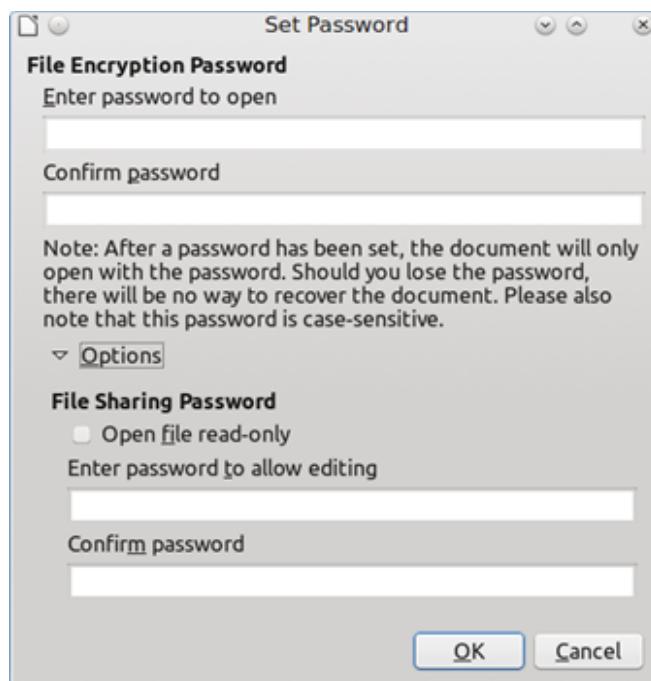 Set Password
File Encryption Password
Enter password to open
Confirm password
Note: After a password has been set, the document will only
open with the password. Should you lose the password,
there will be no way to recover the document. Please also
note that this password is case-sensitive.
Options
File Sharing Password
Open file read-only
Enter password to allow editing
Confirm password
OK Cancel